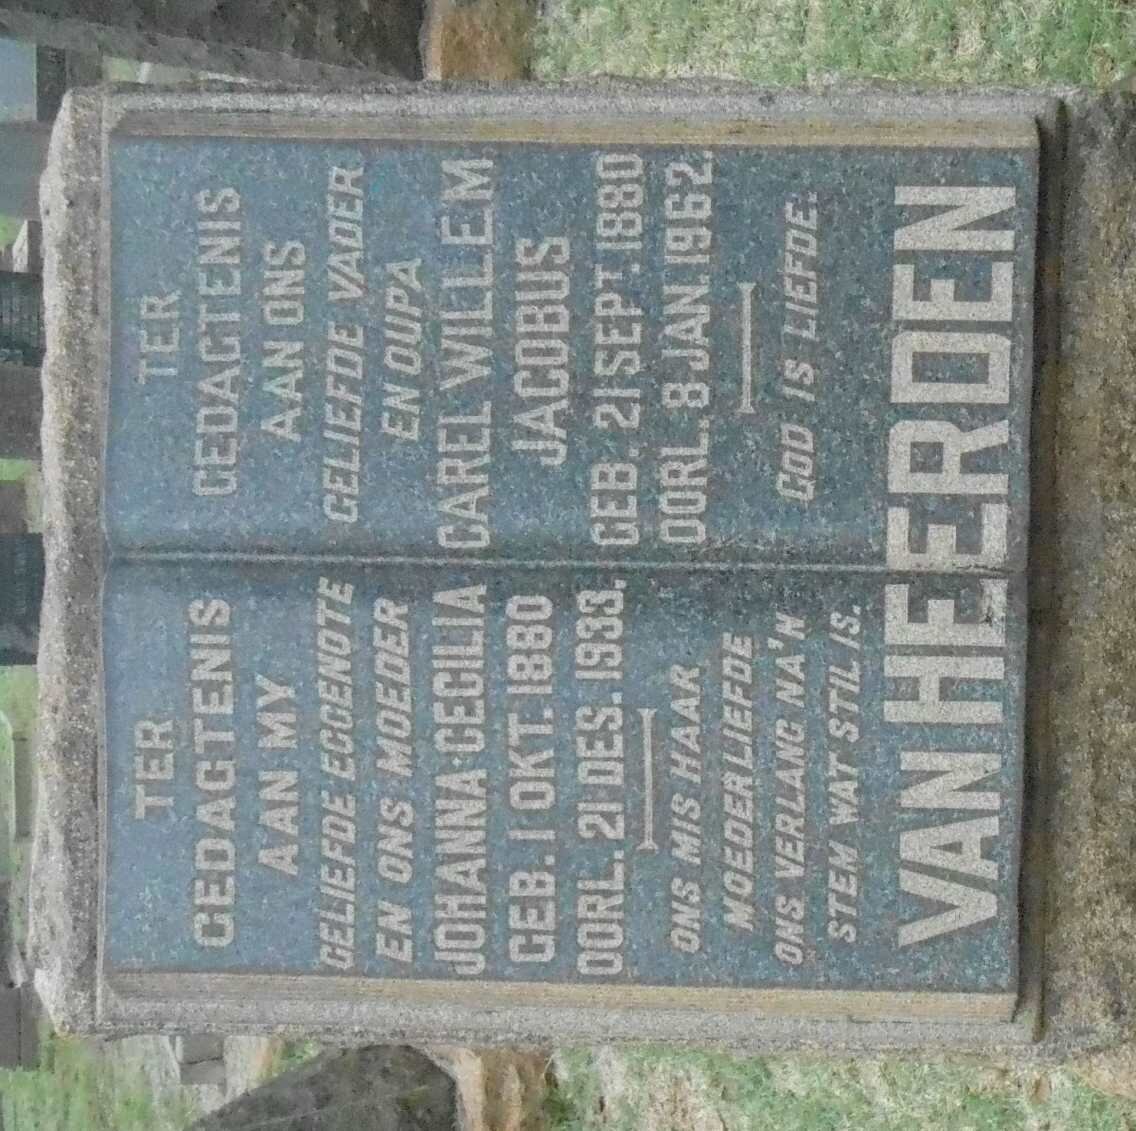 TER
GEDAGTENIS
AAN MY
GELIEFDE EGGENOTE
EN ONS MOEDER
JOHANNA·CECILIA
GEB. 1 OKT. 1880
OORL. 21 DES. 1933.
ONS MIS HAAR
MOEDERLIEFDE
ONS VERLANG NA'N
STEM WAT STIL IS.
TER
GEDAGTENIS
AAN ONS
GELIEFDE VADER
EN OUPA
CAREL WILLEM
JACOBUS
GEB. 21 SEPT. 1880
OORL. 8 JAN. 1962.
GOD IS LIEFDE.
VAN HEERDEN